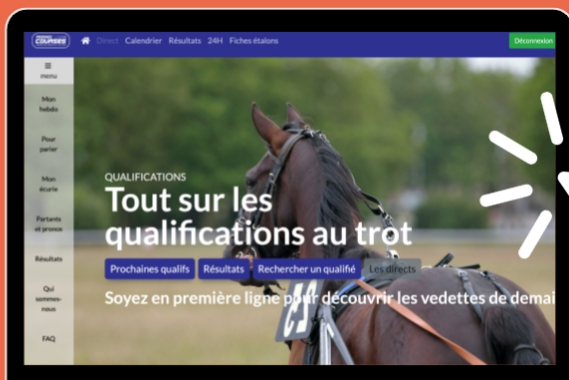 COURSES
Direct Calendrier Résultats 24H Fiches étalons
Déconnexion
menu
Mon
hebdo
Pour
parier
Mon
écurie
Partants
et pronos
Résultats
Qui
sommes-
nous
FAQ
QUALIFICATIONS
Tout sur les
qualifications au trot
Prochaines qualifs Résultats Rechercher un qualifié Les directs
Soyez en première ligne pour découvrir les vedettes de demai